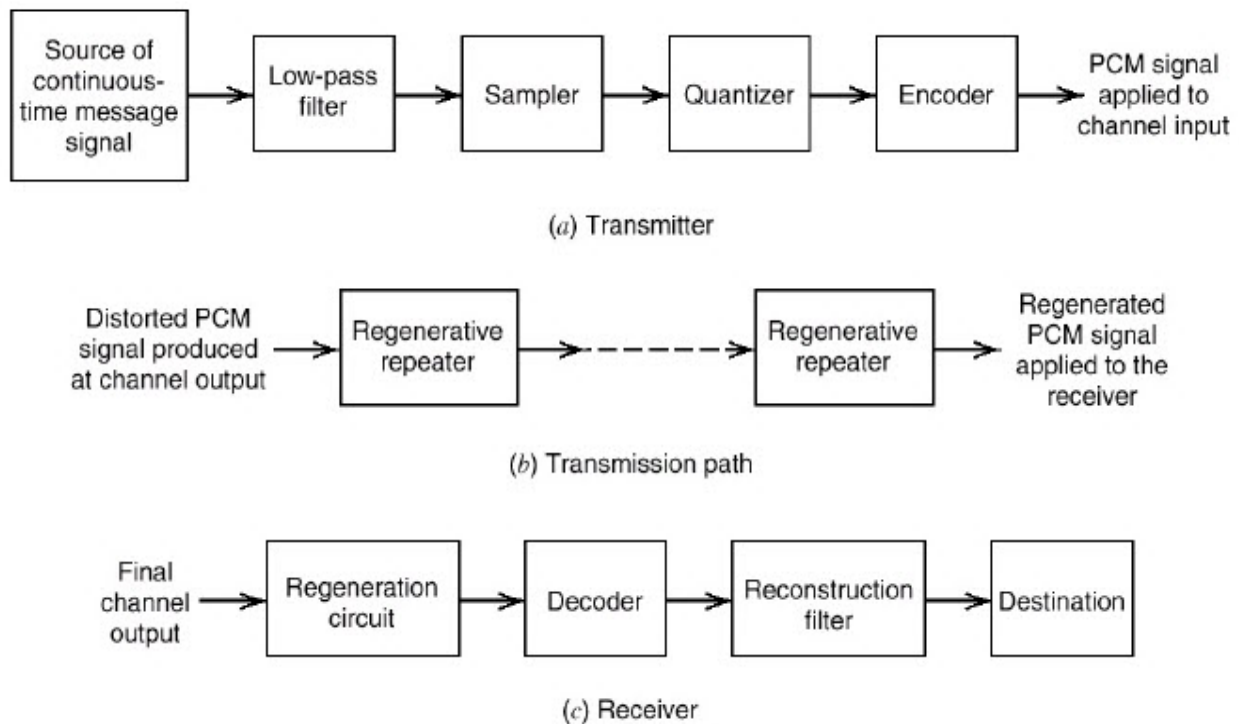 Source of
continuous-
time message
signal
Low-pass
filter
Sampler
Quantizer
Encoder
PCM signal
applied to
channel input
(a) Transmitter
Distorted PCM
signal produced
at channel output
Regenerative
repeater
Regenerative
repeater
Regenerated
PCM signal
applied to the
receiver
(b) Transmission path
Final
channel
output
Regeneration
circuit
Decoder
Reconstruction
filter
Destination
(c) Receiver